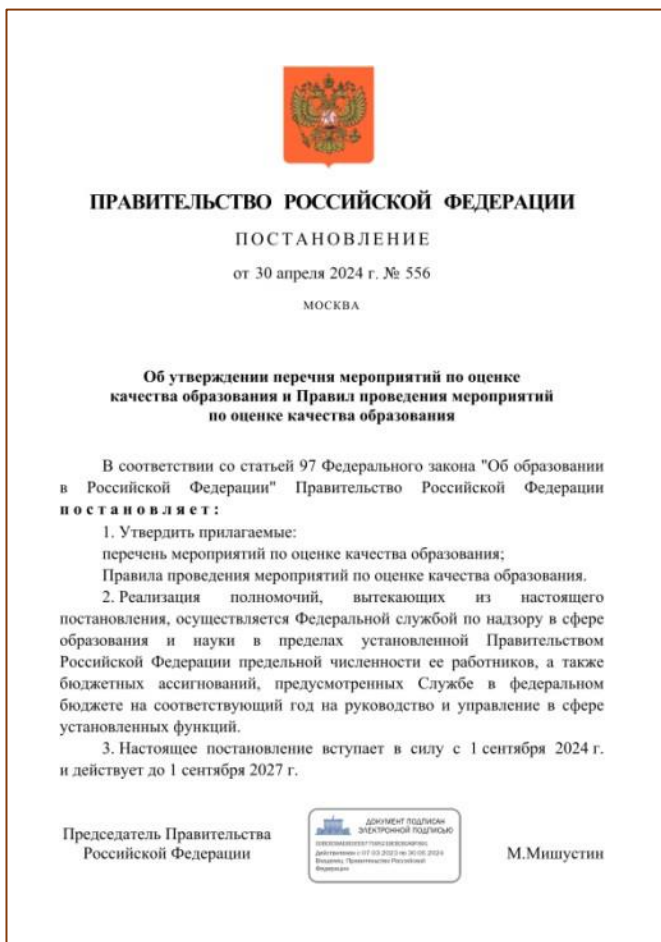 ПРАВИТЕЛЬСТВО РОССИЙСКОЙ ФЕДЕРАЦИИ
ПОСТАНОВЛЕНИЕ
от 30 апреля 2024 г. № 556
МОСКВА
Об утверждении перечня мероприятий по оценке
качества образования и Правил проведения мероприятий
по оценке качества образования
В соответствии со статьей 97 Федерального закона "Об образовании
в Российской Федерации" Правительство Российской Федерации
постановляет:
1. Утвердить прилагаемые:
перечень мероприятий по оценке качества образования;
Правила проведения мероприятий по оценке качества образования.
2. Реализация полномочий, вытекающих из настоящего
постановления, осуществляется Федеральной службой по надзору в сфере
образования и науки в пределах установленной Правительством
Российской Федерации предельной численности ее работников, а также
бюджетных ассигнований, предусмотренных Службе в федеральном
бюджете на соответствующий год на руководство и управление в сфере
установленных функций.
3. Настоящее постановление вступает в силу с 1 сентября 2024 г.
и действует до 1 сентября 2027 г.
Председатель Правительства
Российской Федерации
ДОКУМЕНТ ПОДПИСАН
ЭЛЕКТРОННОЙ ПОДПИСЬЮ
Владелец: Правительство Российской
Федерации
М.Мишустин